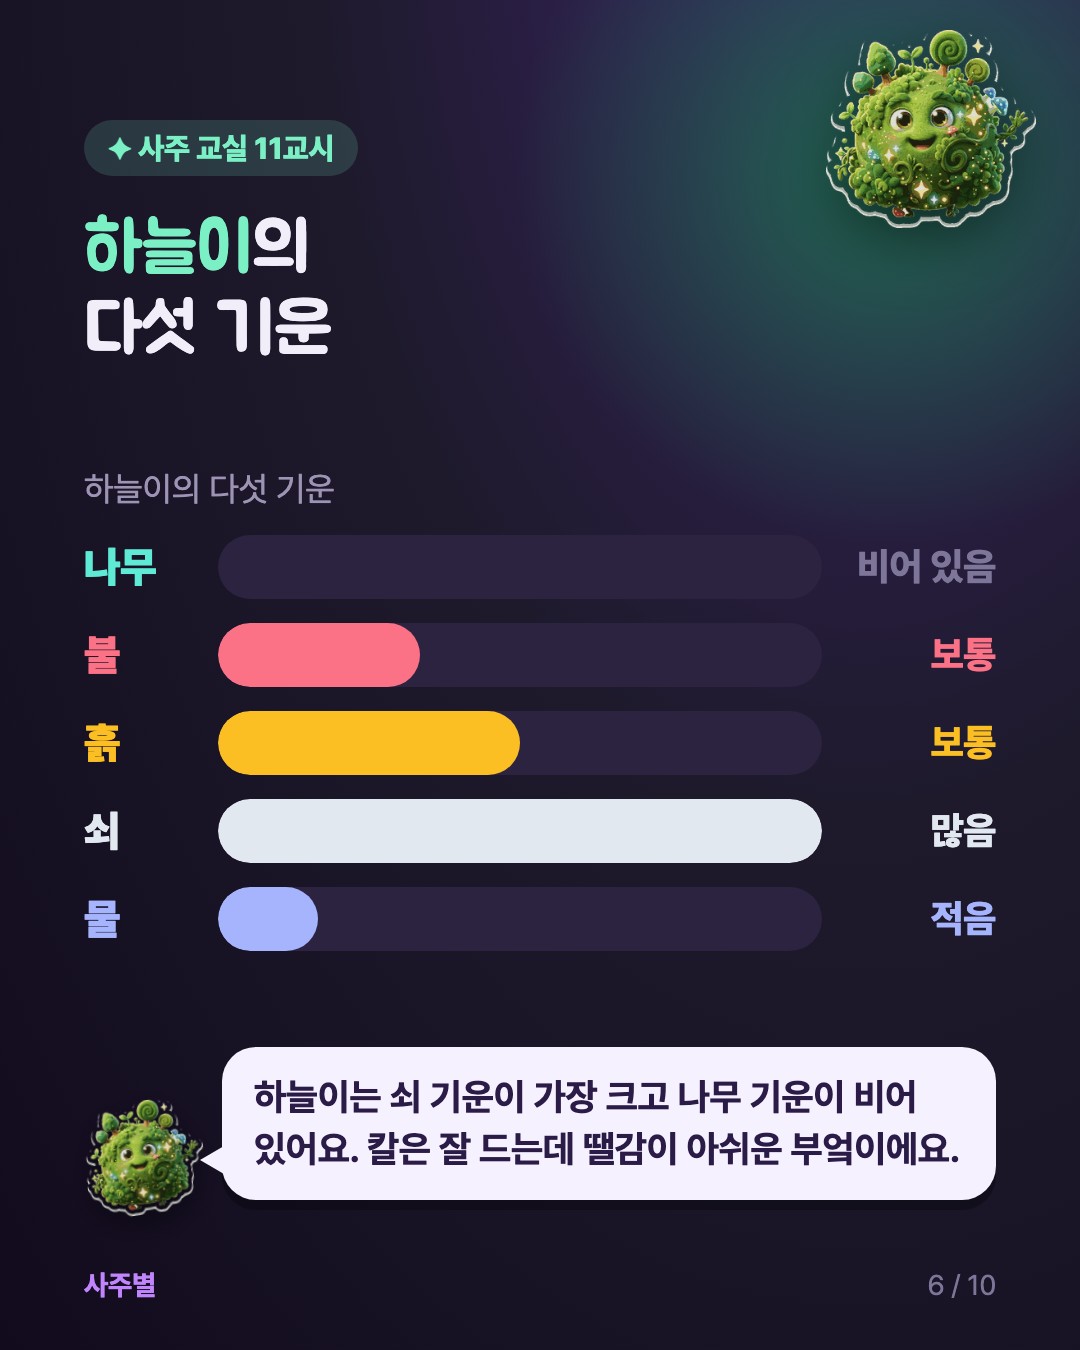 ✦ 사주 교실 11교시
하늘이의
다섯 기운
하늘이의 다섯 기운
나무 비어 있음
불 보통
흙 보통
쇠 많음
물 적음
하늘이는 쇠 기운이 가장 크고 나무 기운이 비어
있어요. 칼은 잘 드는데 땔감이 아쉬운 부엌이에요.
사주별
6 / 10